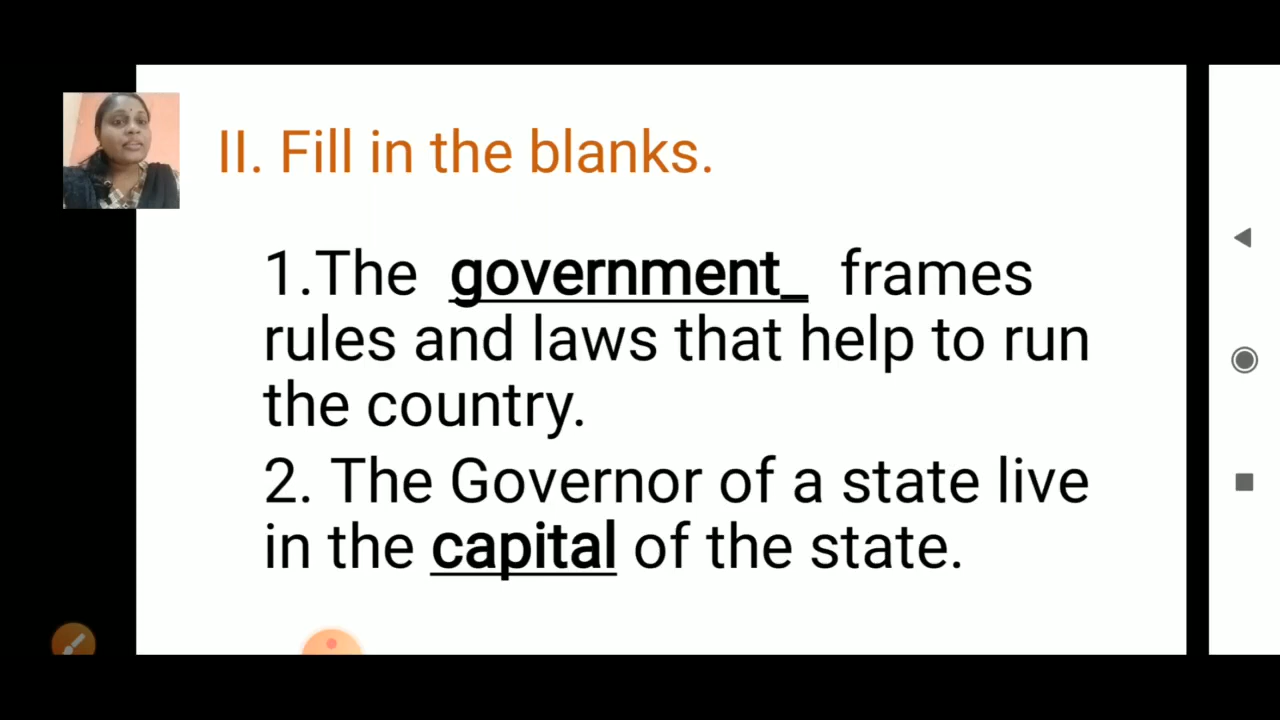 II. Fill in the blanks.
1.The government_ frames
rules and laws that help to run
the country.
2. The Governor of a state live
in the capital of the state.